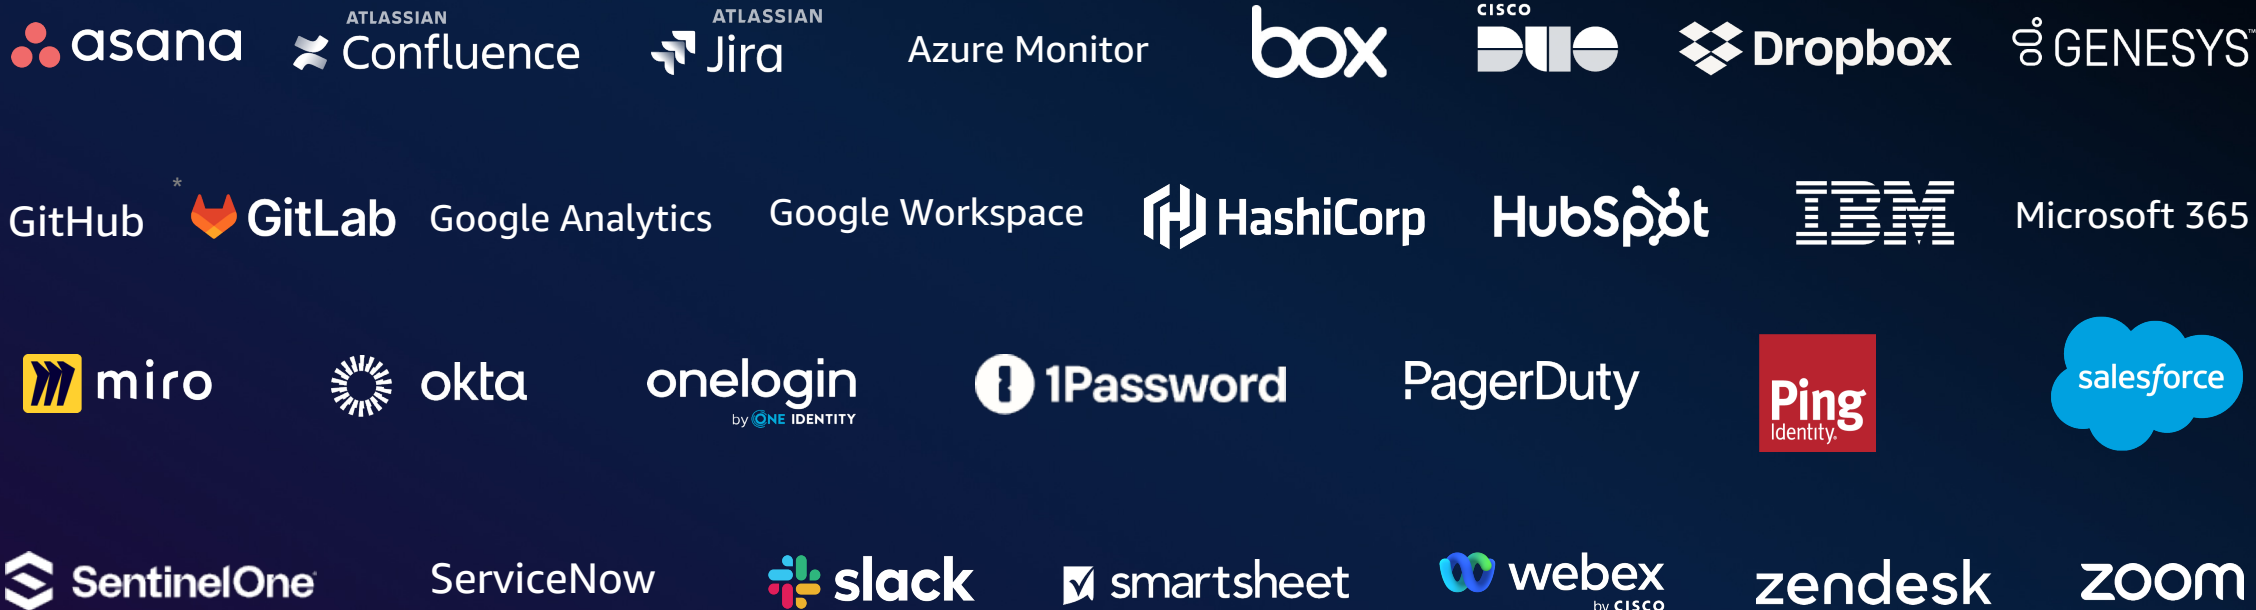 asana
ATLASSIAN
Confluence
ATLASSIAN
Jira
Azure Monitor
box
CISCO
DUO
Dropbox
GENESYS™
GitHub
*
GitLab
Google Analytics
Google Workspace
HashiCorp
HubSpot
IBM
Microsoft 365
miro
okta
onelogin
by ONE IDENTITY
1Password
PagerDuty
Ping
Identity®
salesforce
SentinelOne®
ServiceNow
slack
smartsheet
webex
by CISCO
zendesk
zoom